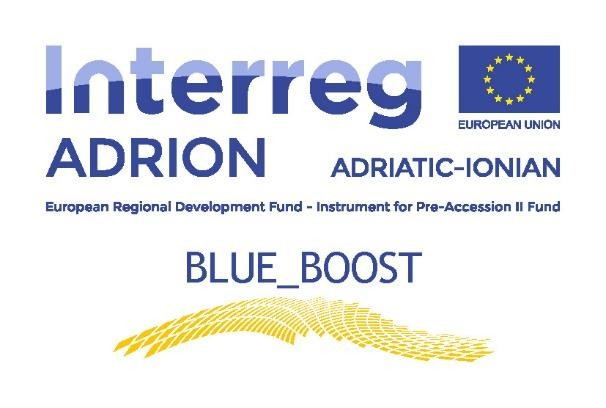 Interreg
EUROPEAN UNION
ADRION ADRIATIC-IONIAN
European Regional Development Fund - Instrument for Pre-Accession II Fund
BLUE_BOOST